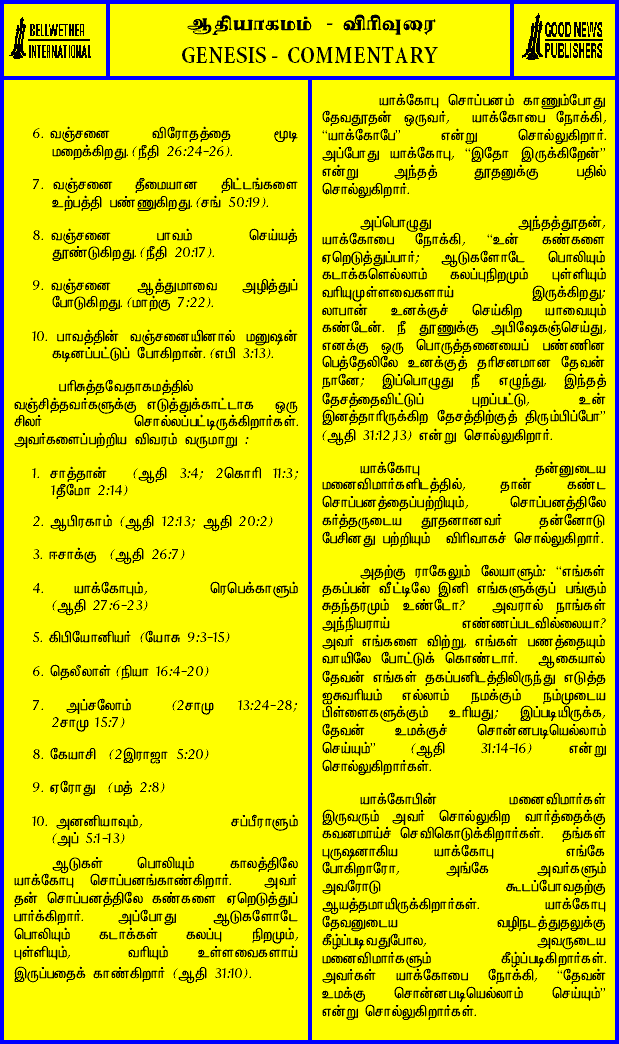 BELLWETHER
INTERNATIONAL
ஆதியாகமம் - விரிவுரை
GENESIS - COMMENTARY
GOOD NEWS
PUBLISHERS
6. வஞ்சனை விரோதத்தை மூடி
மறைக்கிறது. (நீதி 26:24-26).
7. வஞ்சனை தீமையான திட்டங்களை
உற்பத்தி பண்ணுகிறது. (சங் 50:19).
8. வஞ்சனை பாவம் செய்யத்
தூண்டுகிறது. (நீதி 20:17).
9. வஞ்சனை ஆத்துமாவை அழித்துப்
போடுகிறது. (மாற்கு 7:22).
10. பாவத்தின் வஞ்சனையினால் மனுஷன்
கடினப்பட்டுப் போகிறான். (எபி 3:13).
பரிசுத்தவேதாகமத்தில்
வஞ்சித்தவர்களுக்கு எடுத்துக்காட்டாக ஒரு
சிலர் சொல்லப்பட்டிருக்கிறார்கள்.
அவர்களைப்பற்றிய விவரம் வருமாறு :
1. சாத்தான் (ஆதி 3:4; 2கொரி 11:3;
1தீமோ 2:14)
2. ஆபிரகாம் (ஆதி 12:13; ஆதி 20:2)
3. ஈசாக்கு (ஆதி 26:7)
4. யாக்கோபும், ரெபெக்காளும்
(ஆதி 27:6-23)
5. கிபியோனியர் (யோசு 9:3-15)
6. தெலீலாள் (நியா 16:4-20)
7. அப்சலோம் (2சாமு 13:24-28;
2சாமு 15:7)
8. கேயாசி (2இராஜா 5:20)
9. ஏரோது (மத் 2:8)
10. அனனியாவும், சப்பீராளும்
(அப் 5:1-13)
ஆடுகள் பொலியும் காலத்திலே
யாக்கோபு சொப்பனங்காண்கிறார். அவர்
தன் சொப்பனத்திலே கண்களை ஏறெடுத்துப்
பார்க்கிறார். அப்போது ஆடுகளோடே
பொலியும் கடாக்கள் கலப்பு நிறமும்,
புள்ளியும், வரியும் உள்ளவைகளாய்
இருப்பதைக் காண்கிறார் (ஆதி 31:10).
யாக்கோபு சொப்பனம் காணும்போது
தேவதூதன் ஒருவர், யாக்கோபை நோக்கி,
“யாக்கோபே” என்று சொல்லுகிறார்.
அப்போது யாக்கோபு, “இதோ இருக்கிறேன்”
என்று அந்தத் தூதனுக்கு பதில்
சொல்லுகிறார்.
அப்பொழுது அந்தத்தூதன்,
யாக்கோபை நோக்கி, “உன் கண்களை
ஏறெடுத்துப்பார்; ஆடுகளோடே பொலியும்
கடாக்களெல்லாம் கலப்புநிறமும் புள்ளியும்
வரியுமுள்ளவைகளாய் இருக்கிறது;
லாபான் உனக்குச் செய்கிற யாவையும்
கண்டேன். நீ தூணுக்கு அபிஷேகஞ்செய்து,
எனக்கு ஒரு பொருத்தனையைப் பண்ணின
பெத்தேலிலே உனக்குத் தரிசனமான தேவன்
நானே; இப்பொழுது நீ எழுந்து, இந்தத்
தேசத்தைவிட்டுப் புறப்பட்டு, உன்
இனத்தாரிருக்கிற தேசத்திற்குத் திரும்பிப்போ”
(ஆதி 31:12,13) என்று சொல்லுகிறார்.
யாக்கோபு தன்னுடைய
மனைவிமார்களிடத்தில், தான் கண்ட
சொப்பனத்தைப்பற்றியும், சொப்பனத்திலே
கர்த்தருடைய தூதனானவர் தன்னோடு
பேசினது பற்றியும் விரிவாகச் சொல்லுகிறார்.
அதற்கு ராகேலும் லேயாளும்: “எங்கள்
தகப்பன் வீட்டிலே இனி எங்களுக்குப் பங்கும்
சுதந்தரமும் உண்டோ? அவரால் நாங்கள்
அந்நியராய் எண்ணப்படவில்லையா?
அவர் எங்களை விற்று, எங்கள் பணத்தையும்
வாயிலே போட்டுக் கொண்டார். ஆகையால்
தேவன் எங்கள் தகப்பனிடத்திலிருந்து எடுத்த
ஐசுவரியம் எல்லாம் நமக்கும் நம்முடைய
பிள்ளைகளுக்கும் உரியது; இப்படியிருக்க,
தேவன் உமக்குச் சொன்னபடியெல்லாம்
செய்யும்” (ஆதி 31:14-16) என்று
சொல்லுகிறார்கள்.
யாக்கோபின் மனைவிமார்கள்
இருவரும் அவர் சொல்லுகிற வார்த்தைக்கு
கவனமாய்ச் செவிகொடுக்கிறார்கள். தங்கள்
புருஷனாகிய யாக்கோபு எங்கே
போகிறாரோ, அங்கே அவர்களும்
அவரோடு கூடப்போவதற்கு
ஆயத்தமாயிருக்கிறார்கள். யாக்கோபு
தேவனுடைய வழிநடத்துதலுக்கு
கீழ்ப்படிவதுபோல, அவருடைய
மனைவிமார்களும் கீழ்ப்படிகிறார்கள்.
அவர்கள் யாக்கோபை நோக்கி, “தேவன்
உமக்கு சொன்னபடியெல்லாம் செய்யும்”
என்று சொல்லுகிறார்கள்.